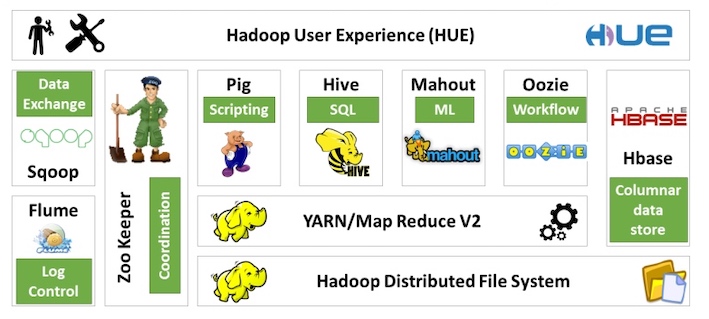 Hadoop User Experience (HUE)
HUE
Data
Exchange
sqoop
Sqoop
Flume
Log
Control
Zoo Keeper
Coordination
Pig
Scripting
Hive
SQL
HIVE
Mahout
ML
mahout
Oozie
Workflow
OOZIE
YARN/Map Reduce V2
Hadoop Distributed File System
APACHE
HBASE
Hbase
Columnar
data
store